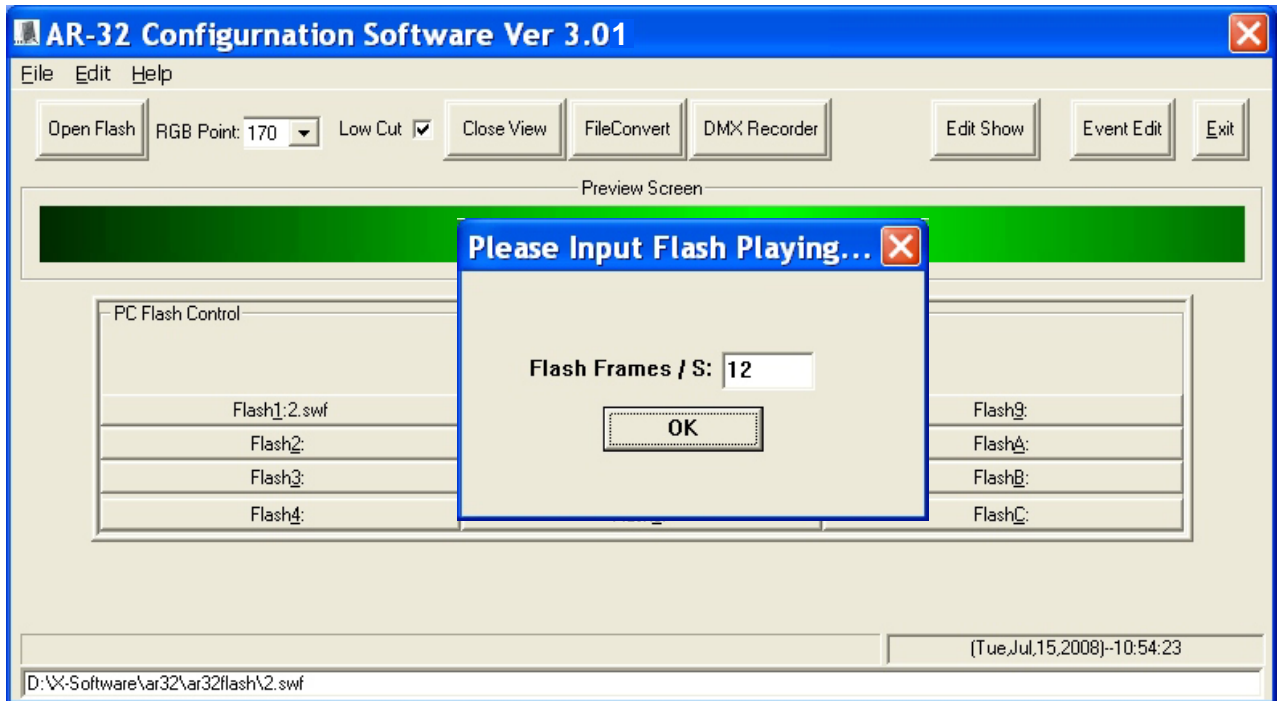 AR-32 Configurnation Software Ver 3.01
File Edit Help
Open Flash RGB Point: 170 Low Cut Close View FileConvert DMX Recorder Edit Show Event Edit Exit
Preview Screen
Please Input Flash Playing...
PC Flash Control
Flash Frames / S: 12
OK
Flash1:2.swf Flash9:
Flash2: FlashA:
Flash3: FlashB:
Flash4: FlashC:
(Tue,Jul,15,2008)--10:54:23
D:\X-Software\ar32\ar32flash\2.swf